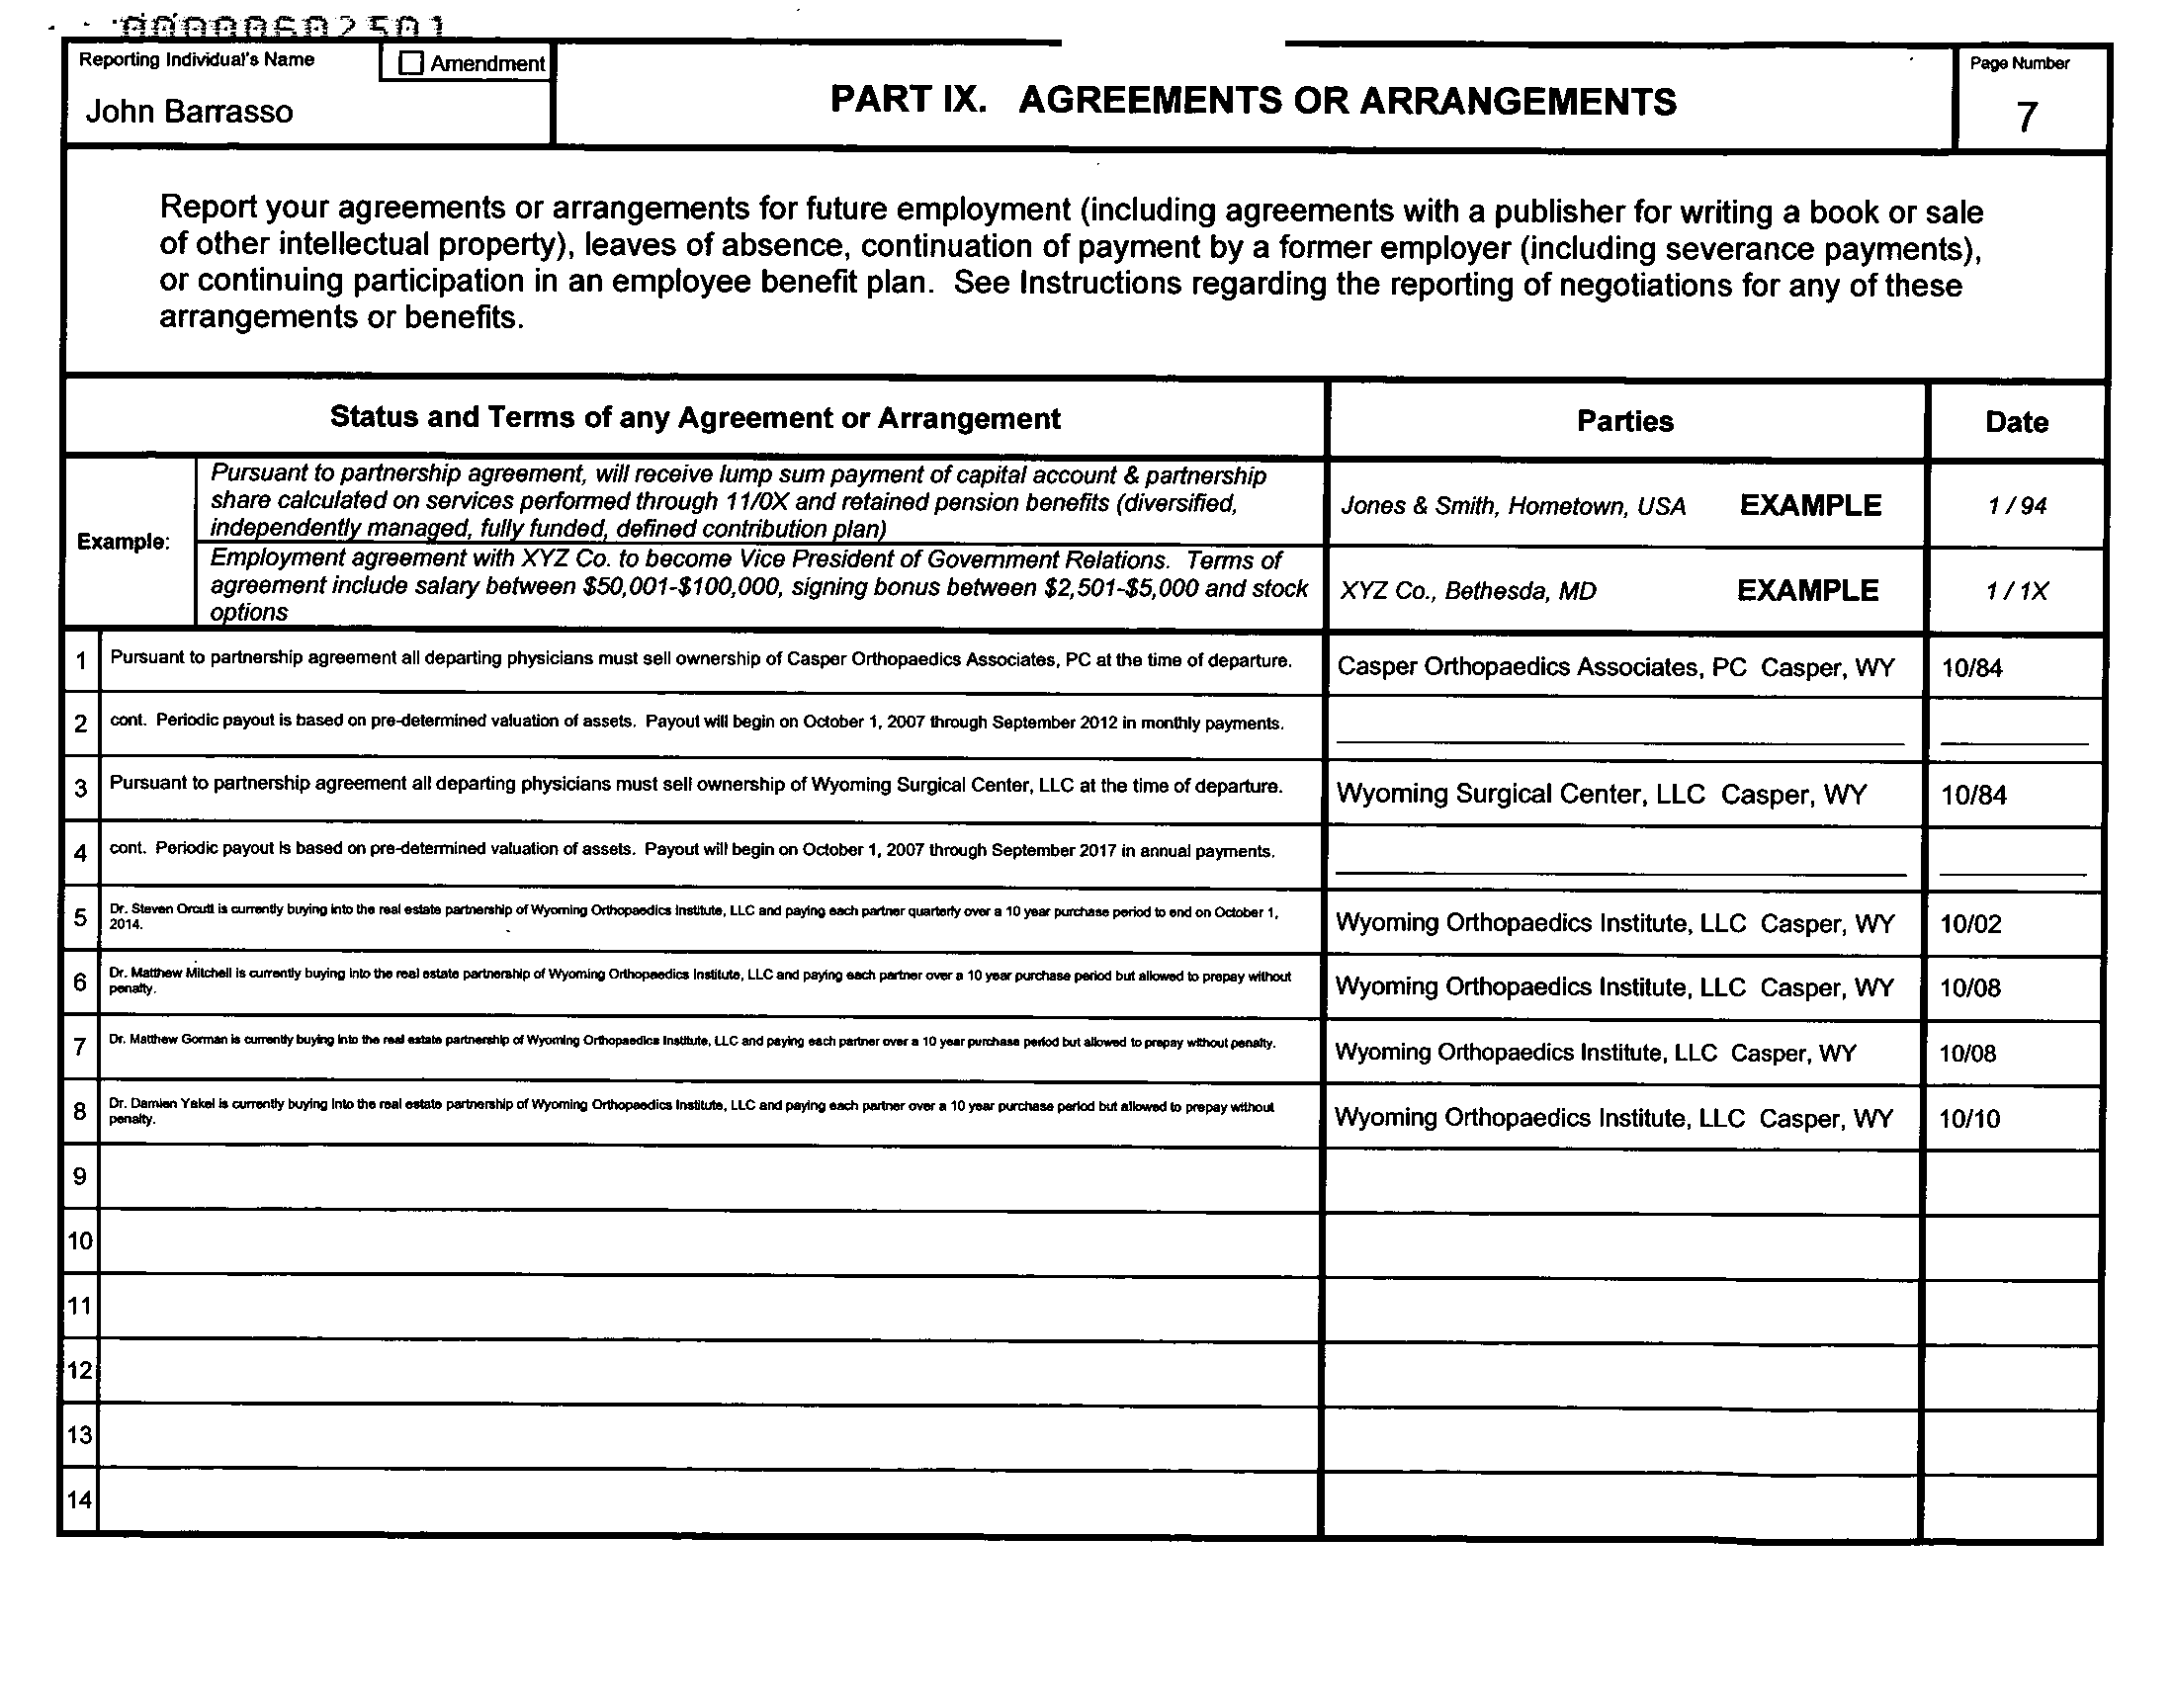 000000602501
Reporting Individual's Name
Amendment
John Barrasso
PART IX. AGREEMENTS OR ARRANGEMENTS
Page Number
7
Report your agreements or arrangements for future employment (including agreements with a publisher for writing a book or sale
of other intellectual property), leaves of absence, continuation of payment by a former employer (including severance payments),
or continuing participation in an employee benefit plan. See Instructions regarding the reporting of negotiations for any of these
arrangements or benefits.
Status and Terms of any Agreement or Arrangement
Parties
Date
Example:
Pursuant to partnership agreement, will receive lump sum payment of capital account & partnership
share calculated on services performed through 11/0X and retained pension benefits (diversified,
independently managed, fully funded, defined contribution plan)
Jones & Smith, Hometown, USA EXAMPLE
1 / 94
Employment agreement with XYZ Co. to become Vice President of Government Relations. Terms of
agreement include salary between $50,001-$100,000, signing bonus between $2,501-$5,000 and stock
options
XYZ Co., Bethesda, MD EXAMPLE
1 / 1X
1 Pursuant to partnership agreement all departing physicians must sell ownership of Casper Orthopaedics Associates, PC at the time of departure.
Casper Orthopaedics Associates, PC Casper, WY
10/84
2 cont. Periodic payout is based on pre-determined valuation of assets. Payout will begin on October 1, 2007 through September 2012 in monthly payments.
3 Pursuant to partnership agreement all departing physicians must sell ownership of Wyoming Surgical Center, LLC at the time of departure.
Wyoming Surgical Center, LLC Casper, WY
10/84
4 cont. Periodic payout is based on pre-determined valuation of assets. Payout will begin on October 1, 2007 through September 2017 in annual payments.
5 Dr. Steven Orcutt is currently buying into the real estate partnership of Wyoming Orthopaedics Institute, LLC and paying each partner quarterly over a 10 year purchase period to end on October 1,
2014.
Wyoming Orthopaedics Institute, LLC Casper, WY
10/02
6 Dr. Matthew Mitchell is currently buying into the real estate partnership of Wyoming Orthopaedics Institute, LLC and paying each partner over a 10 year purchase period but allowed to prepay without
penalty.
Wyoming Orthopaedics Institute, LLC Casper, WY
10/08
7 Dr. Matthew Gorman is currently buying into the real estate partnership of Wyoming Orthopaedics Institute, LLC and paying each partner over a 10 year purchase period but allowed to prepay without penalty.
Wyoming Orthopaedics Institute, LLC Casper, WY
10/08
8 Dr. Damien Yakel is currently buying into the real estate partnership of Wyoming Orthopaedics Institute, LLC and paying each partner over a 10 year purchase period but allowed to prepay without
penalty.
Wyoming Orthopaedics Institute, LLC Casper, WY
10/10
9
10
11
12
13
14